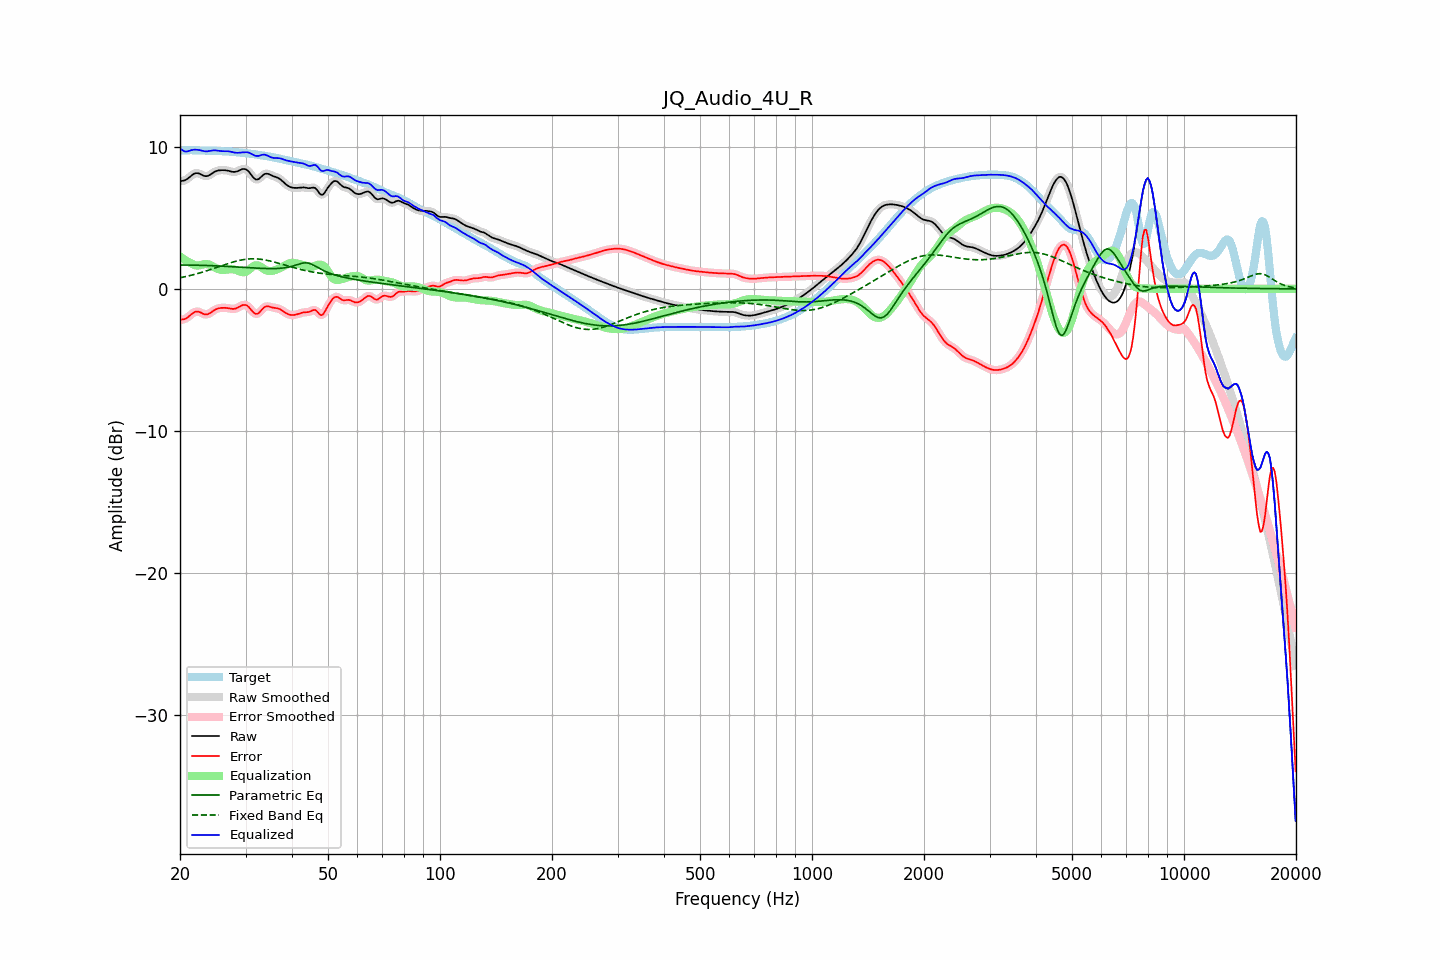 JQ_Audio_4U_R
Amplitude (dBr)
10
0
−10
−20
−30
Target
Raw Smoothed
Error Smoothed
Raw
Error
Equalization
Parametric Eq
Fixed Band Eq
Equalized
20 50 100 200 500 1000 2000 5000 10000 20000
Frequency (Hz)